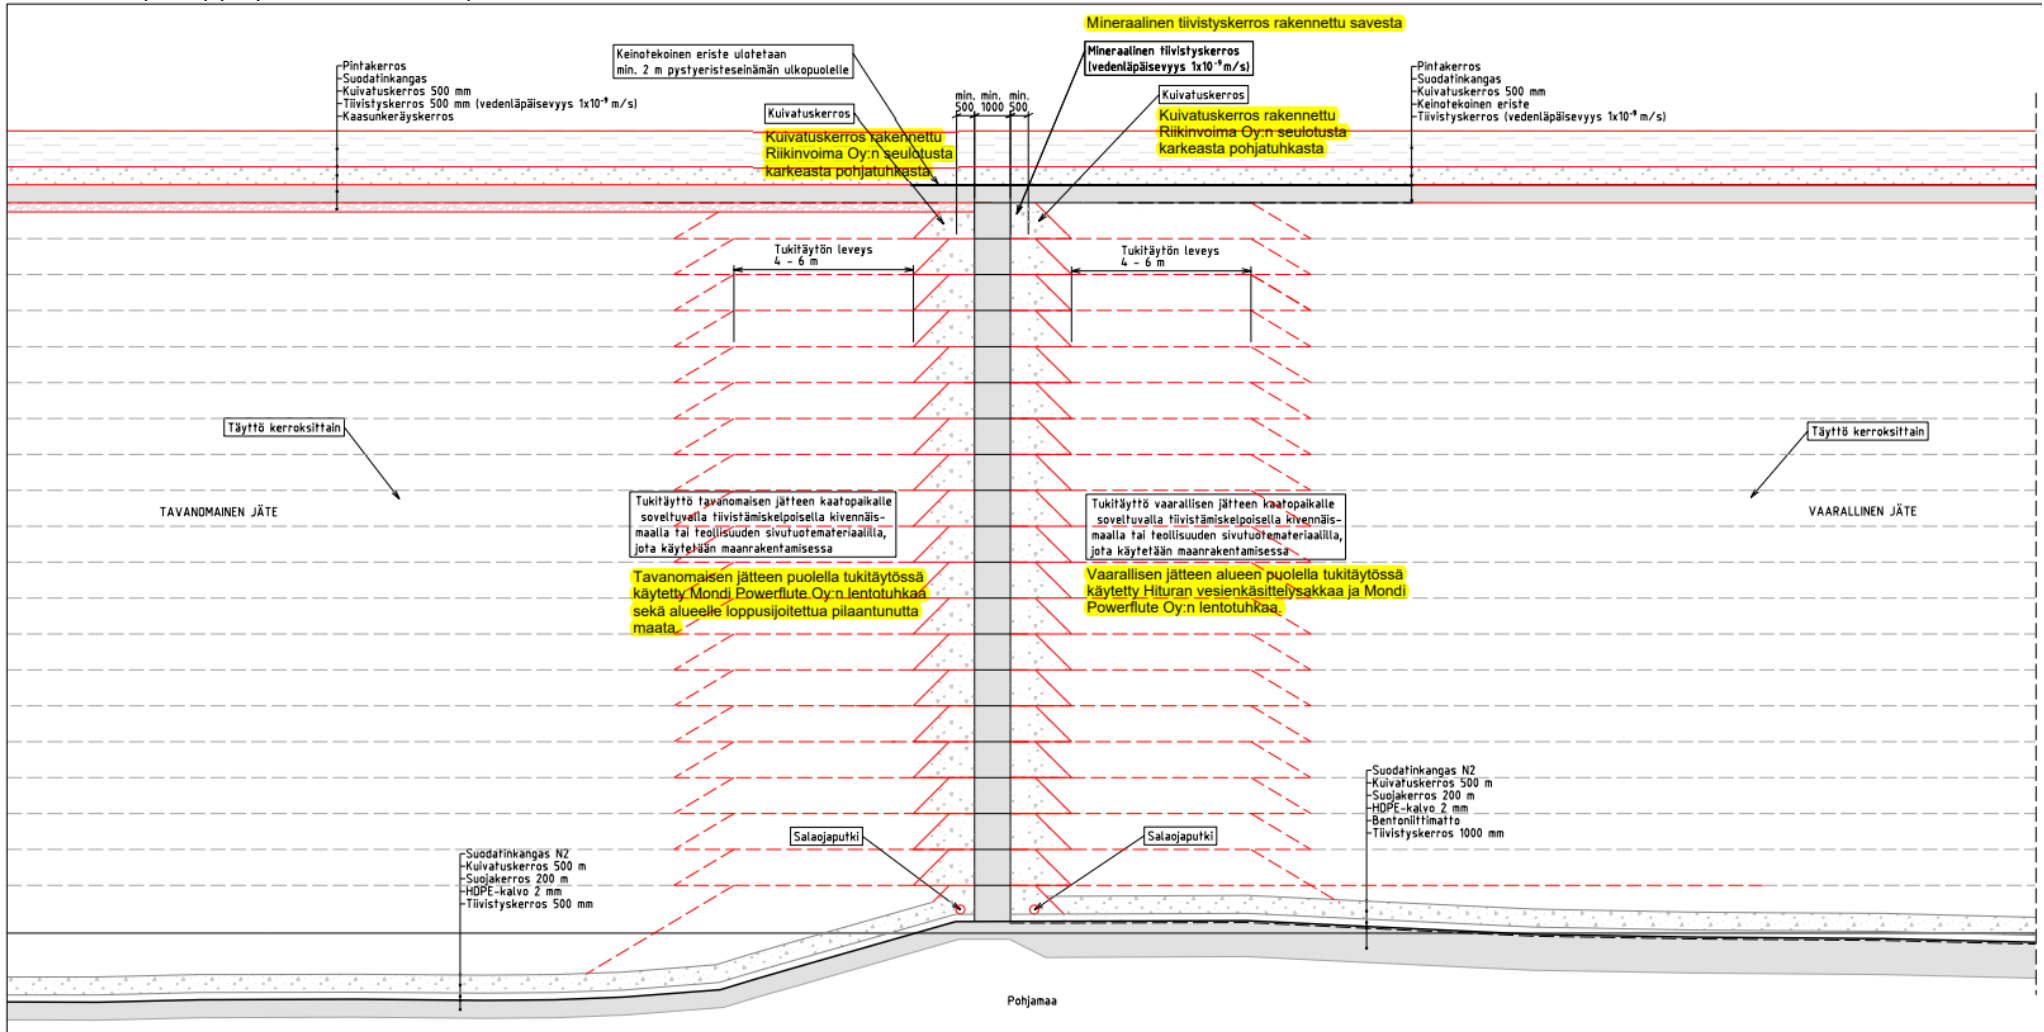 Mineraalinen tiivistyskerros rakennettu savesta
Keinotekoinen eriste ulotetaan
min. 2 m pystyeristeseinämän ulkopuolelle
Mineraalinen tiivistyskerros
(vedenläpäisevyys 1x10⁻⁹ m/s)
Pintakerros
Suodatinkangas
Kuivatuskerros 500 mm
Tiivistyskerros 500 mm (vedenläpäisevyys 1x10⁻⁹ m/s)
Kaasunkeräyskerros
Pintakerros
Suodatinkangas
Kuivatuskerros 500 mm
Keinotekoinen eriste
Tiivistyskerros (vedenläpäisevyys 1x10⁻⁹ m/s)
min. min. min.
500 1000 500
Kuivatuskerros
Kuivatuskerros rakennettu
Riikinvoima Oy:n seulotusta
karkeasta pohjatuhkasta
Kuivatuskerros
Kuivatuskerros rakennettu
Riikinvoima Oy:n seulotusta
karkeasta pohjatuhkasta
Tukitäytön leveys
4 - 6 m
Tukitäytön leveys
4 - 6 m
Täyttö kerroksittain
Täyttö kerroksittain
TAVANOMAINEN JÄTE
VAARALLINEN JÄTE
Tukitäyttö tavanomaisen jätteen kaatopaikalle
soveltuvalla tiivistämiskelpoisella kivennäis-
maalla tai teollisuuden sivutuotemateriaalilla,
jota käytetään maanrakentamisessa
Tavanomaisen jätteen puolella tukitäytössä
käytetty Mondi Powerflute Oy:n lentotuhkaa
sekä alueelle loppusijoitettua pilaantunutta
maata.
Tukitäyttö vaarallisen jätteen kaatopaikalle
soveltuvalla tiivistämiskelpoisella kivennäis-
maalla tai teollisuuden sivutuotemateriaalilla,
jota käytetään maanrakentamisessa
Vaarallisen jätteen alueen puolella tukitäytössä
käytetty Hituran vesienkäsittelysakkaa ja Mondi
Powerflute Oy:n lentotuhkaa.
Salaojaputki
Salaojaputki
Suodatinkangas N2
Kuivatuskerros 500 m
Suojakerros 200 m
HDPE-kalvo 2 mm
Tiivistyskerros 500 mm
Suodatinkangas N2
Kuivatuskerros 500 m
Suojakerros 200 m
HDPE-kalvo 2 mm
Bentoniittimatto
Tiivistyskerros 1000 mm
Pohjamaa